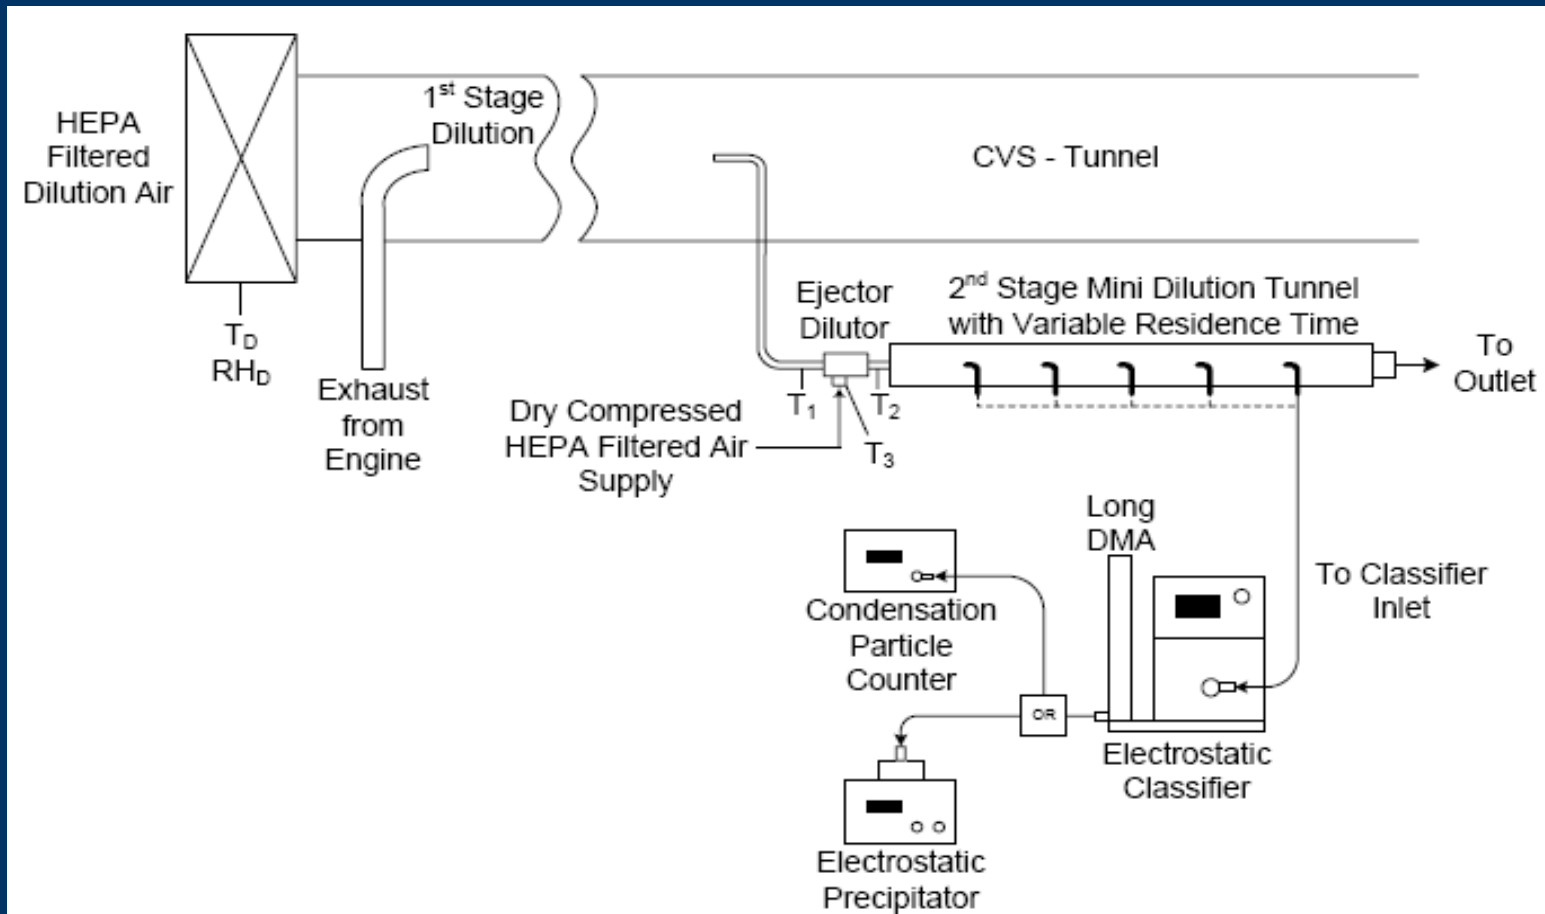 HEPA
Filtered
Dilution Air
1st Stage
Dilution
CVS - Tunnel
TD
RHD
Exhaust
from
Engine
Ejector
Dilutor
2nd Stage Mini Dilution Tunnel
with Variable Residence Time
To
Outlet
T1
T2
T3
Dry Compressed
HEPA Filtered Air
Supply
Long
DMA
To Classifier
Inlet
Condensation
Particle
Counter
OR
Electrostatic
Classifier
Electrostatic
Precipitator